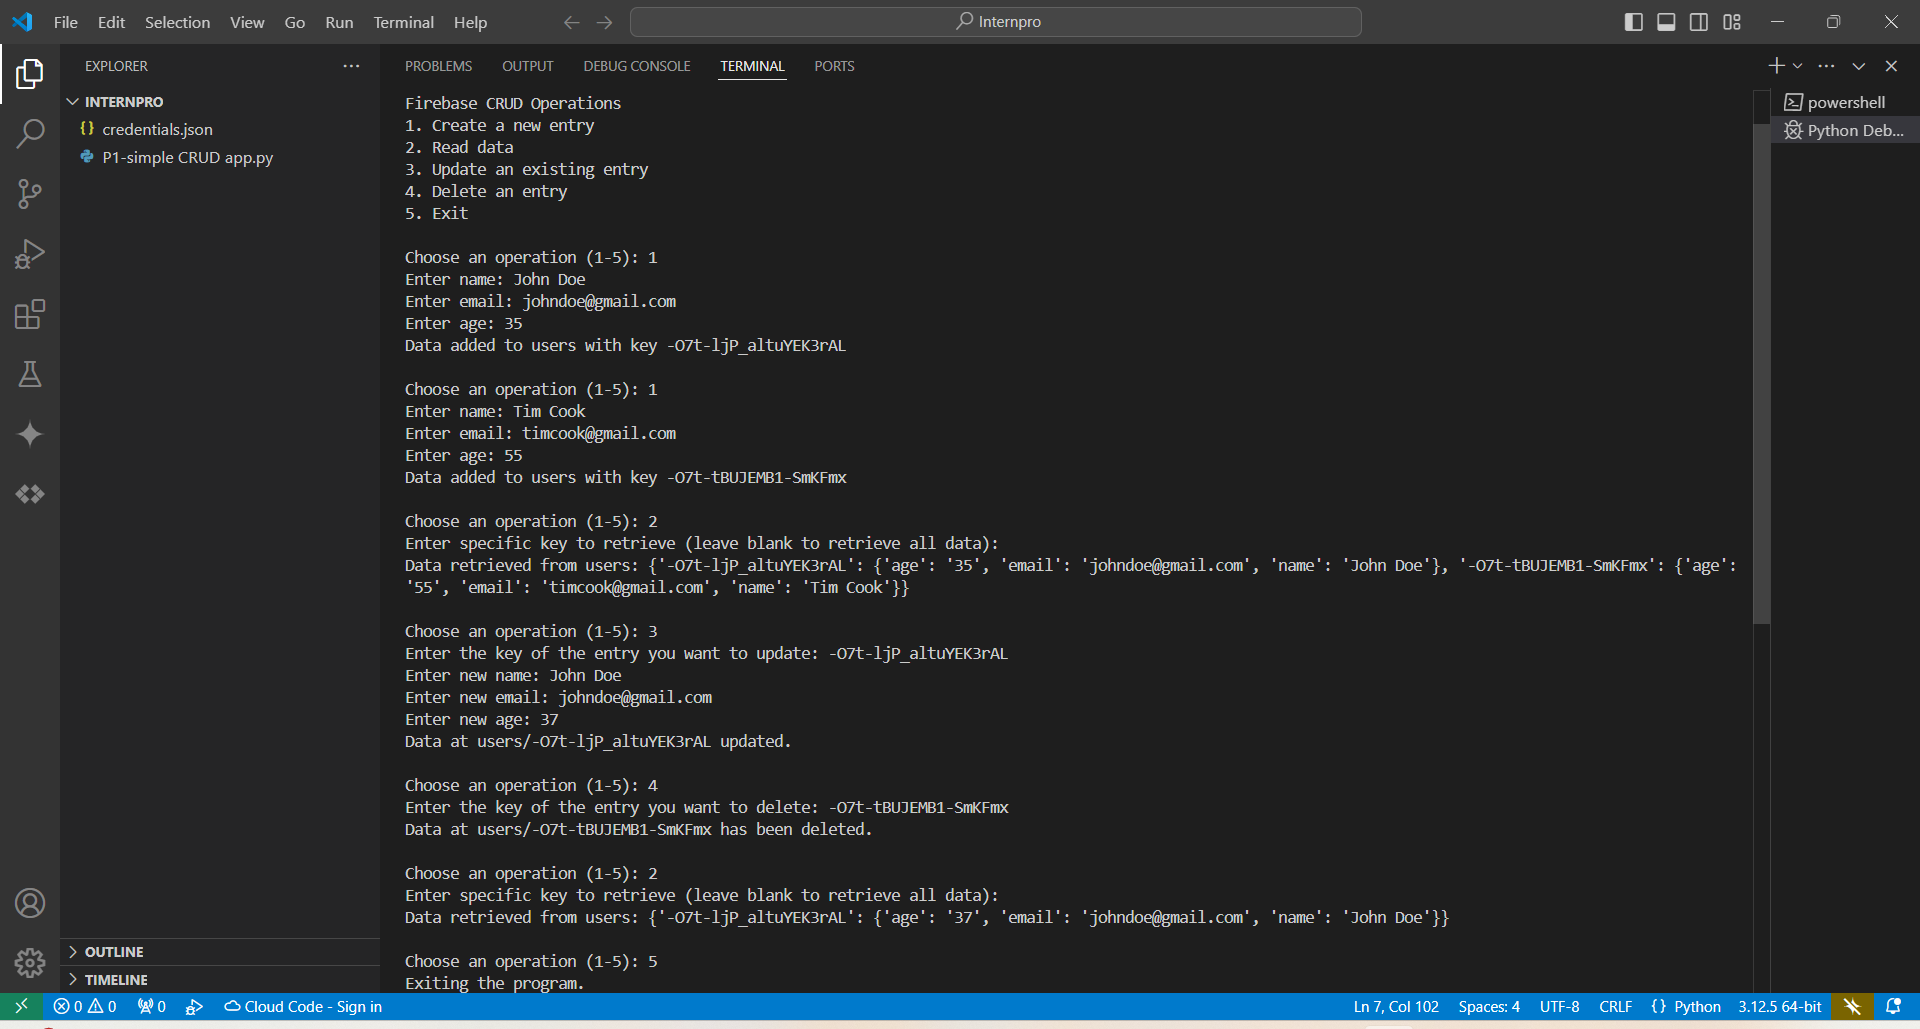 File Edit Selection View Go Run Terminal Help
Internpro
EXPLORER
INTERNPRO
{} credentials.json
P1-simple CRUD app.py
OUTLINE
TIMELINE
PROBLEMS OUTPUT DEBUG CONSOLE TERMINAL PORTS
Firebase CRUD Operations
1. Create a new entry
2. Read data
3. Update an existing entry
4. Delete an entry
5. Exit
Choose an operation (1-5): 1
Enter name: John Doe
Enter email: johndoe@gmail.com
Enter age: 35
Data added to users with key -O7t-ljP_altuYEK3rAL
Choose an operation (1-5): 1
Enter name: Tim Cook
Enter email: timcook@gmail.com
Enter age: 55
Data added to users with key -O7t-tBUJEMB1-SmKFmx
Choose an operation (1-5): 2
Enter specific key to retrieve (leave blank to retrieve all data):
Data retrieved from users: {'-O7t-ljP_altuYEK3rAL': {'age': '35', 'email': 'johndoe@gmail.com', 'name': 'John Doe'}, '-O7t-tBUJEMB1-SmKFmx': {'age':
'55', 'email': 'timcook@gmail.com', 'name': 'Tim Cook'}}
Choose an operation (1-5): 3
Enter the key of the entry you want to update: -O7t-ljP_altuYEK3rAL
Enter new name: John Doe
Enter new email: johndoe@gmail.com
Enter new age: 37
Data at users/-O7t-ljP_altuYEK3rAL updated.
Choose an operation (1-5): 4
Enter the key of the entry you want to delete: -O7t-tBUJEMB1-SmKFmx
Data at users/-O7t-tBUJEMB1-SmKFmx has been deleted.
Choose an operation (1-5): 2
Enter specific key to retrieve (leave blank to retrieve all data):
Data retrieved from users: {'-O7t-ljP_altuYEK3rAL': {'age': '37', 'email': 'johndoe@gmail.com', 'name': 'John Doe'}}
Choose an operation (1-5): 5
Exiting the program.
powershell
Python Deb...
0 0 0 Cloud Code - Sign in
Ln 7, Col 102 Spaces: 4 UTF-8 CRLF {} Python 3.12.5 64-bit